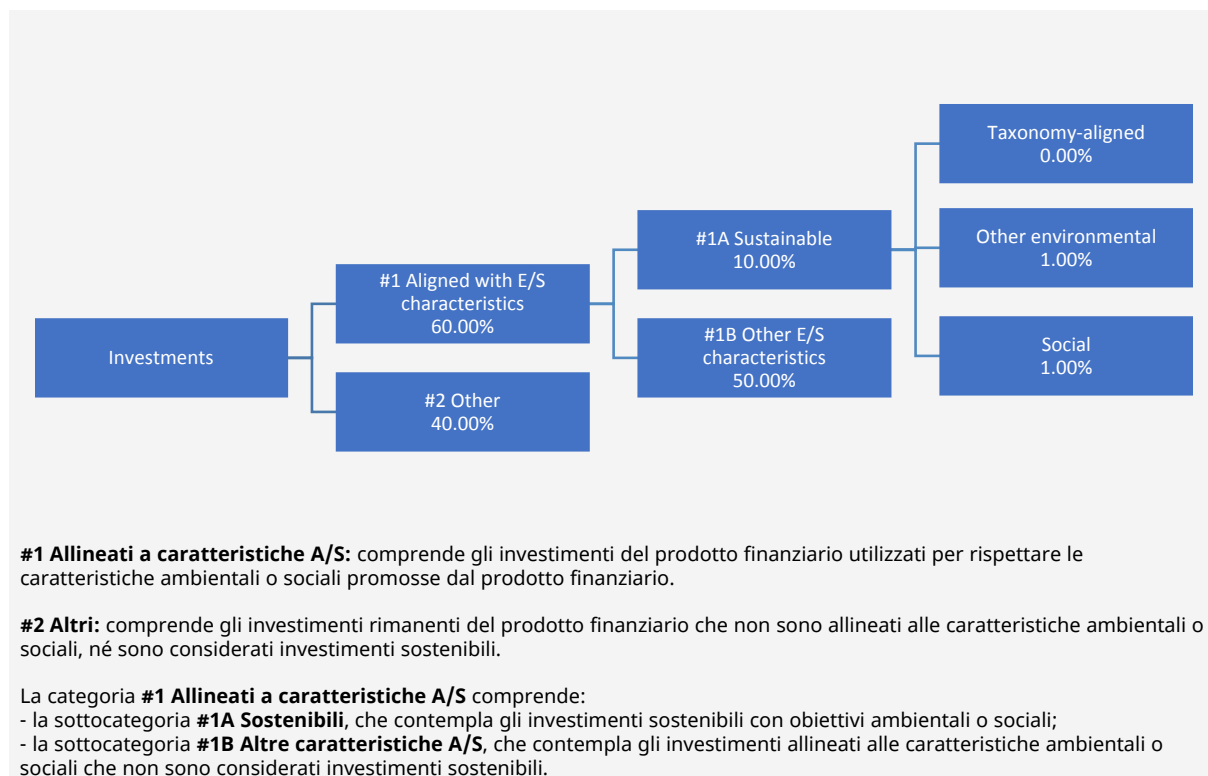 Taxonomy-aligned
0.00%
#1A Sustainable
10.00%
Other environmental
1.00%
#1 Aligned with E/S
characteristics
60.00%
Investments
#1B Other E/S
characteristics
50.00%
Social
1.00%
#2 Other
40.00%
#1 Allineati a caratteristiche A/S: comprende gli investimenti del prodotto finanziario utilizzati per rispettare le
caratteristiche ambientali o sociali promosse dal prodotto finanziario.
#2 Altri: comprende gli investimenti rimanenti del prodotto finanziario che non sono allineati alle caratteristiche ambientali o
sociali, né sono considerati investimenti sostenibili.
La categoria #1 Allineati a caratteristiche A/S comprende:
- la sottocategoria #1A Sostenibili, che contempla gli investimenti sostenibili con obiettivi ambientali o sociali;
- la sottocategoria #1B Altre caratteristiche A/S, che contempla gli investimenti allineati alle caratteristiche ambientali o
sociali che non sono considerati investimenti sostenibili.